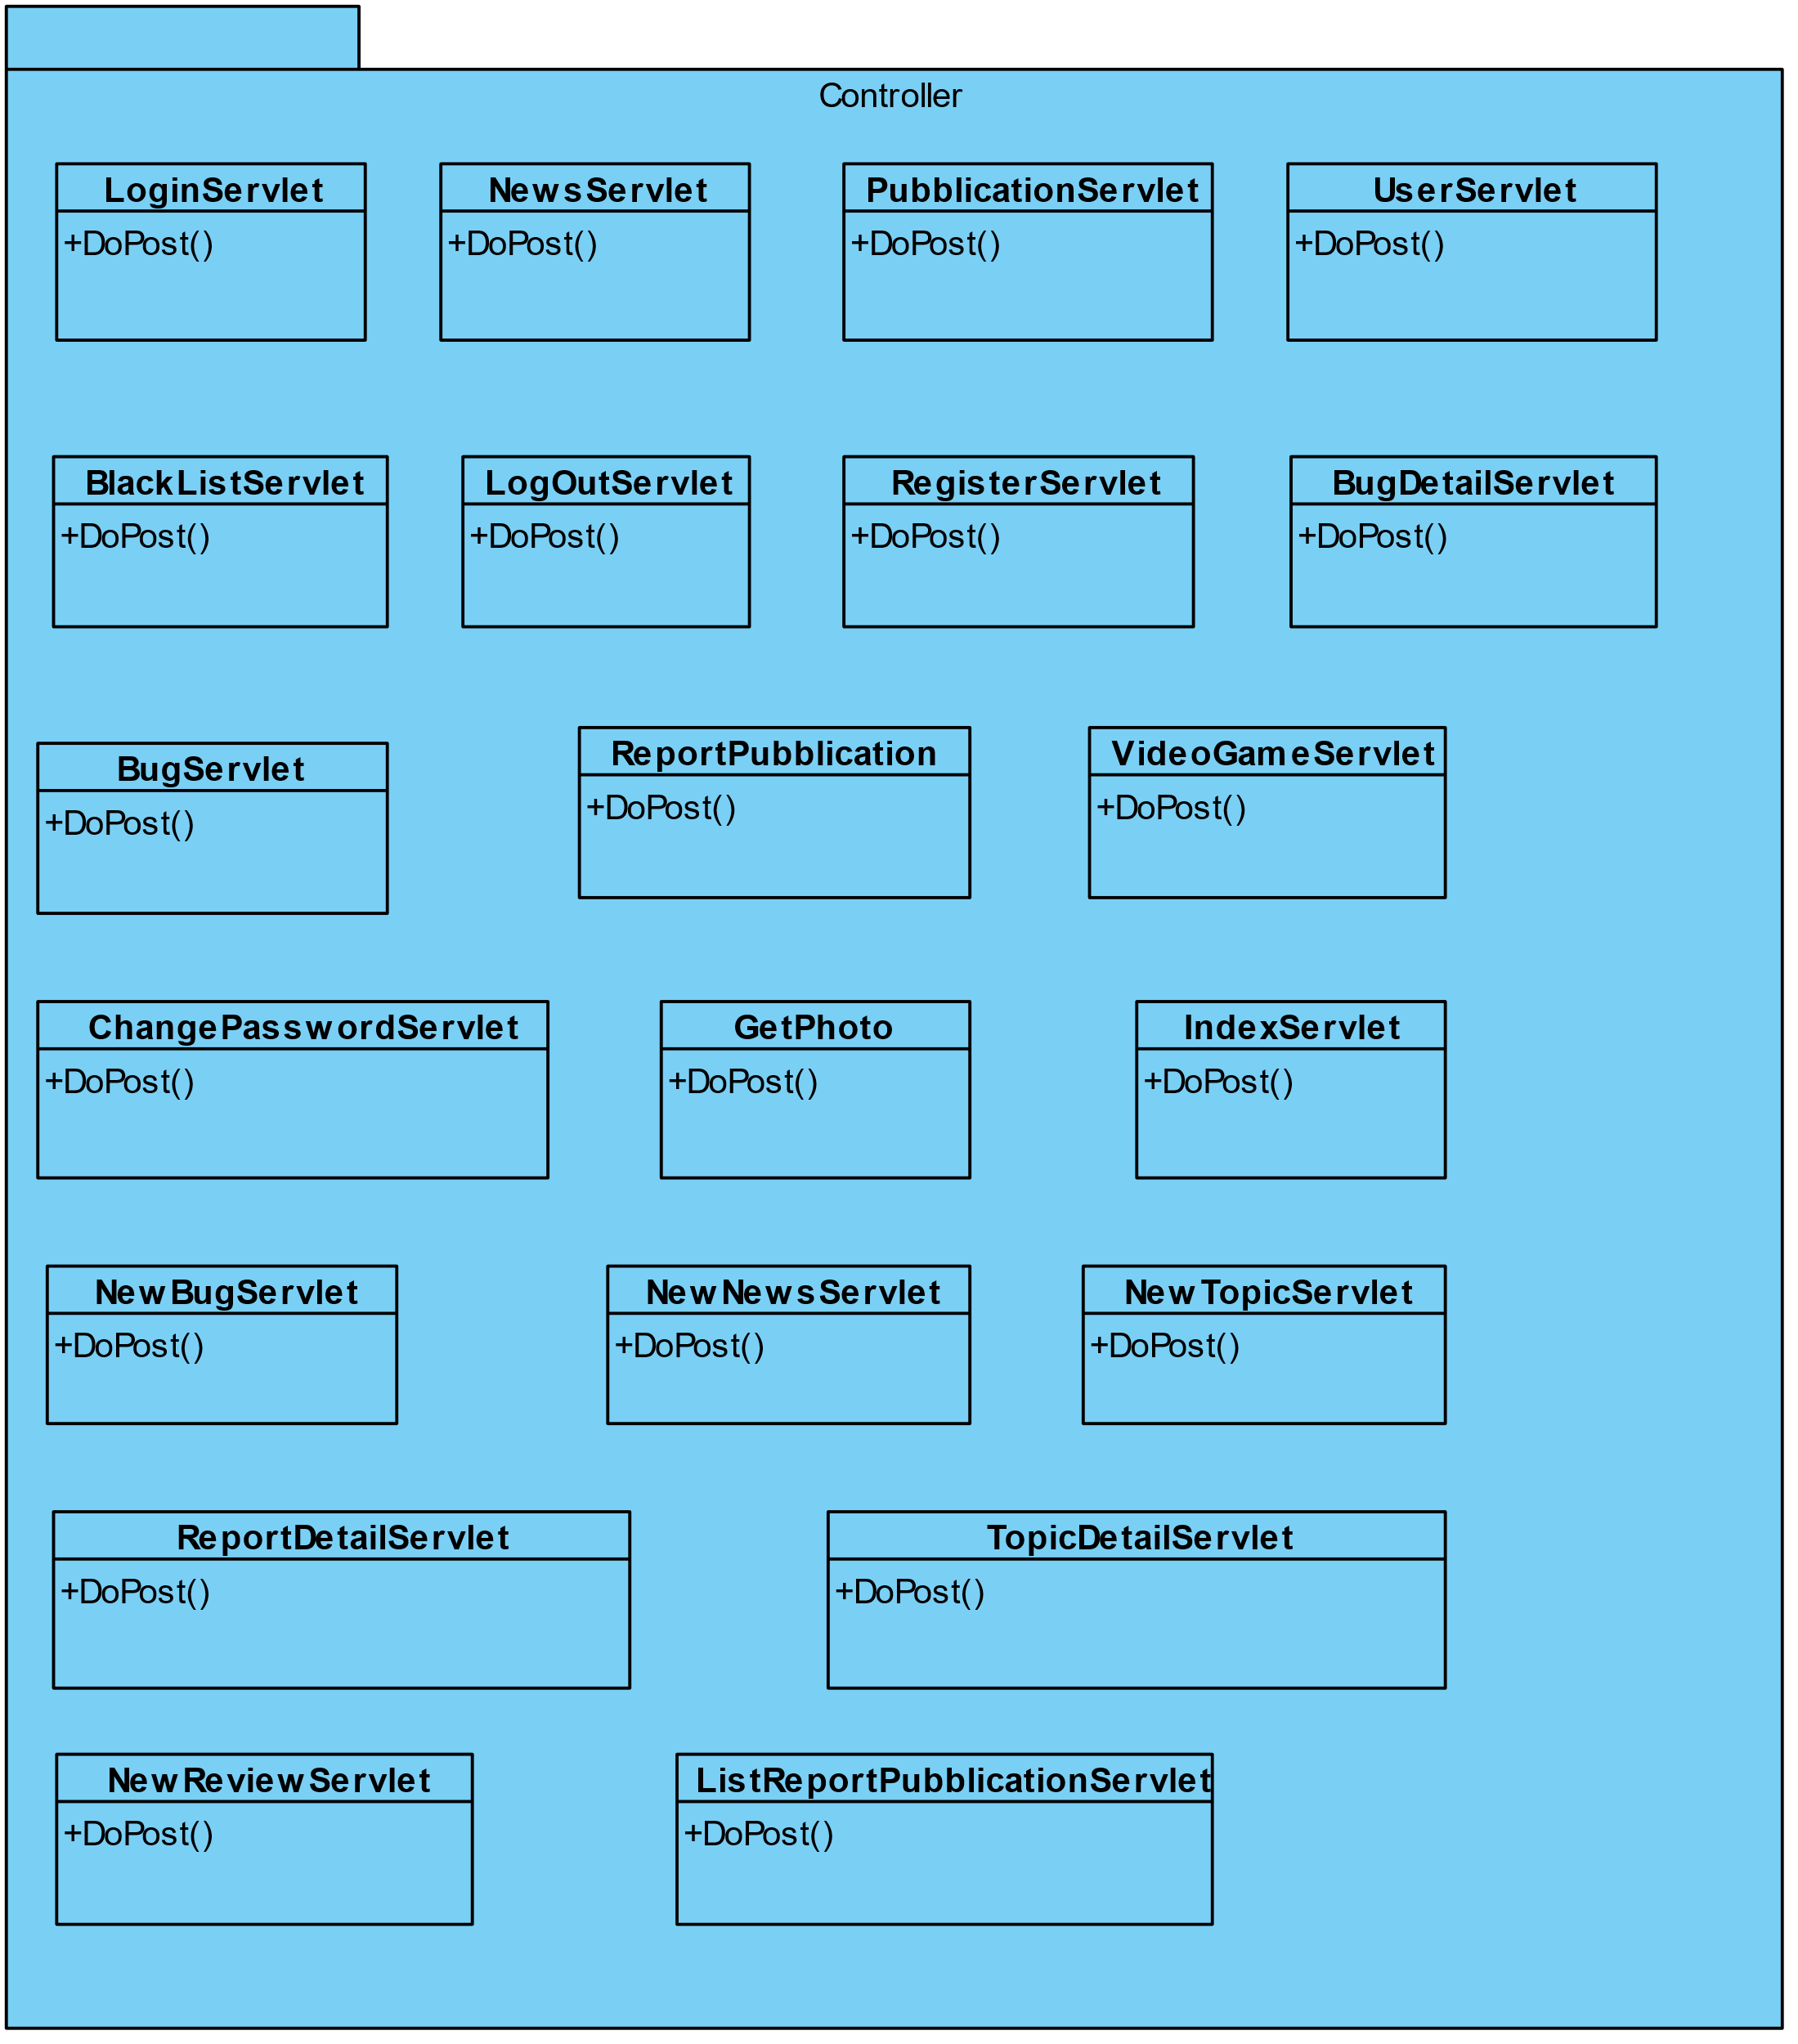 Controller
LoginServlet
+DoPost()
NewsServlet
+DoPost()
PubblicationServlet
+DoPost()
UserServlet
+DoPost()
BlackListServlet
+DoPost()
LogOutServlet
+DoPost()
RegisterServlet
+DoPost()
BugDetailServlet
+DoPost()
BugServlet
+DoPost()
ReportPubblication
+DoPost()
VideoGameServlet
+DoPost()
ChangePasswordServlet
+DoPost()
GetPhoto
+DoPost()
IndexServlet
+DoPost()
NewBugServlet
+DoPost()
NewNewsServlet
+DoPost()
NewTopicServlet
+DoPost()
ReportDetailServlet
+DoPost()
TopicDetailServlet
+DoPost()
NewReviewServlet
+DoPost()
ListReportPubblicationServlet
+DoPost()